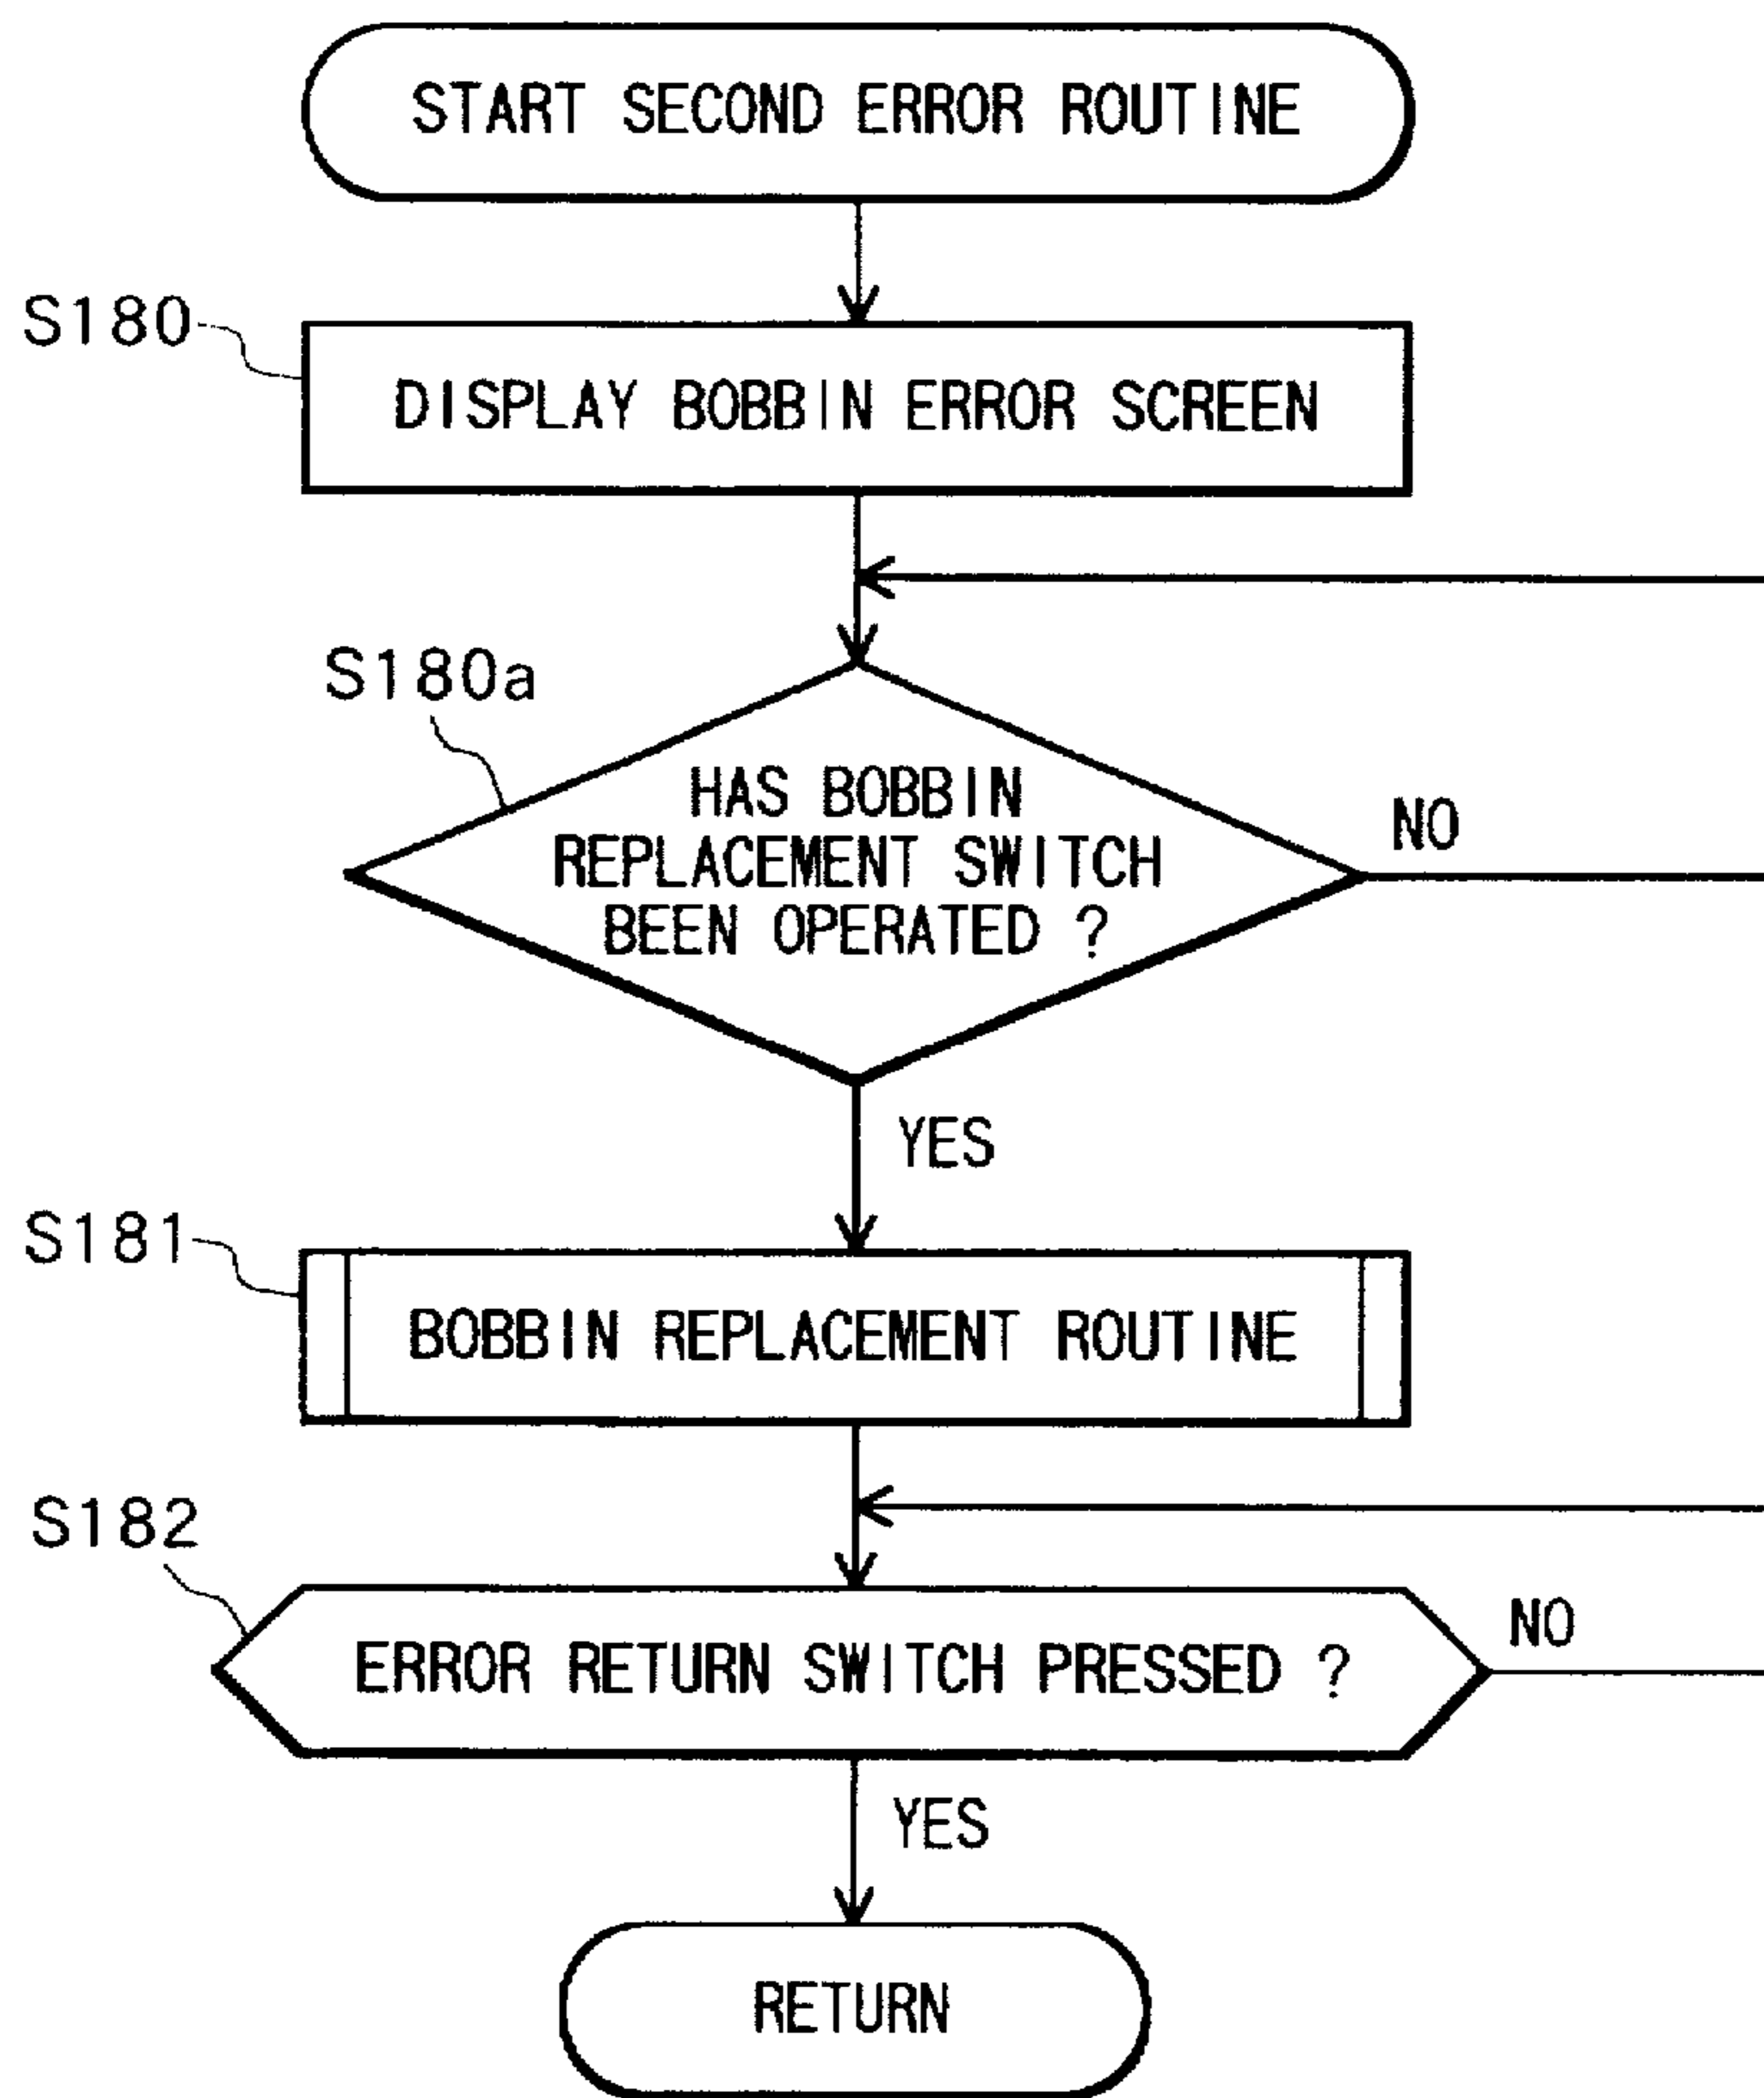 START SECOND ERROR ROUTINE
S180
DISPLAY BOBBIN ERROR SCREEN
S180a
HAS BOBBIN
REPLACEMENT SWITCH
BEEN OPERATED ?
NO
YES
S181
BOBBIN REPLACEMENT ROUTINE
S182
ERROR RETURN SWITCH PRESSED ?
NO
YES
RETURN